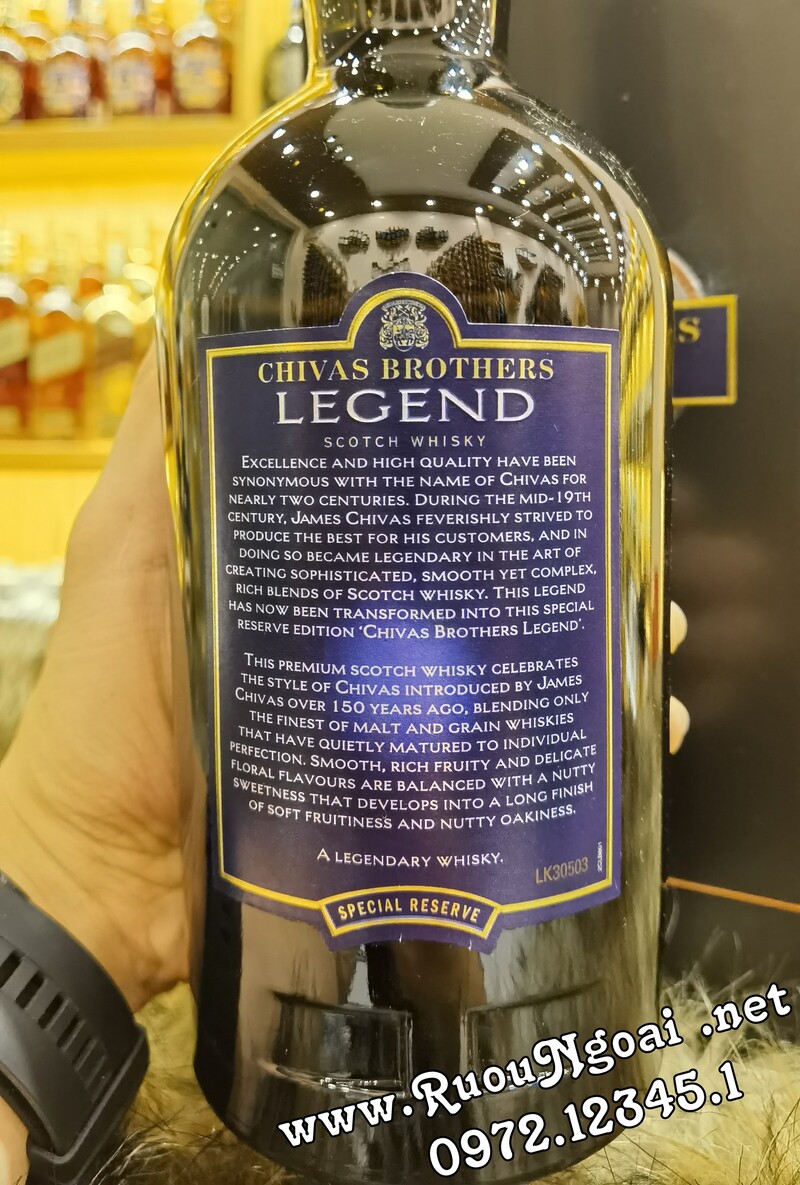 CHIVAS BROTHERS
LEGEND
SCOTCH WHISKY
EXCELLENCE AND HIGH QUALITY HAVE BEEN
SYNONYMOUS WITH THE NAME OF CHIVAS FOR
NEARLY TWO CENTURIES. DURING THE MID-19TH
CENTURY, JAMES CHIVAS FEVERISHLY STRIVED TO
PRODUCE THE BEST FOR HIS CUSTOMERS, AND IN
DOING SO BECAME LEGENDARY IN THE ART OF
CREATING SOPHISTICATED, SMOOTH YET COMPLEX,
RICH BLENDS OF SCOTCH WHISKY. THIS LEGEND
HAS NOW BEEN TRANSFORMED INTO THIS SPECIAL
RESERVE EDITION ‘CHIVAS BROTHERS LEGEND’.
THIS PREMIUM SCOTCH WHISKY CELEBRATES
THE STYLE OF CHIVAS INTRODUCED BY JAMES
CHIVAS OVER 150 YEARS AGO, BLENDING ONLY
THE FINEST OF MALT AND GRAIN WHISKIES
THAT HAVE QUIETLY MATURED TO INDIVIDUAL
PERFECTION. SMOOTH, RICH FRUITY AND DELICATE
FLORAL FLAVOURS ARE BALANCED WITH A NUTTY
SWEETNESS THAT DEVELOPS INTO A LONG FINISH
OF SOFT FRUITINESS AND NUTTY OAKINESS.
A LEGENDARY WHISKY.
LK30503
SPECIAL RESERVE
www.RuouNgoai.net
0972.12345.1